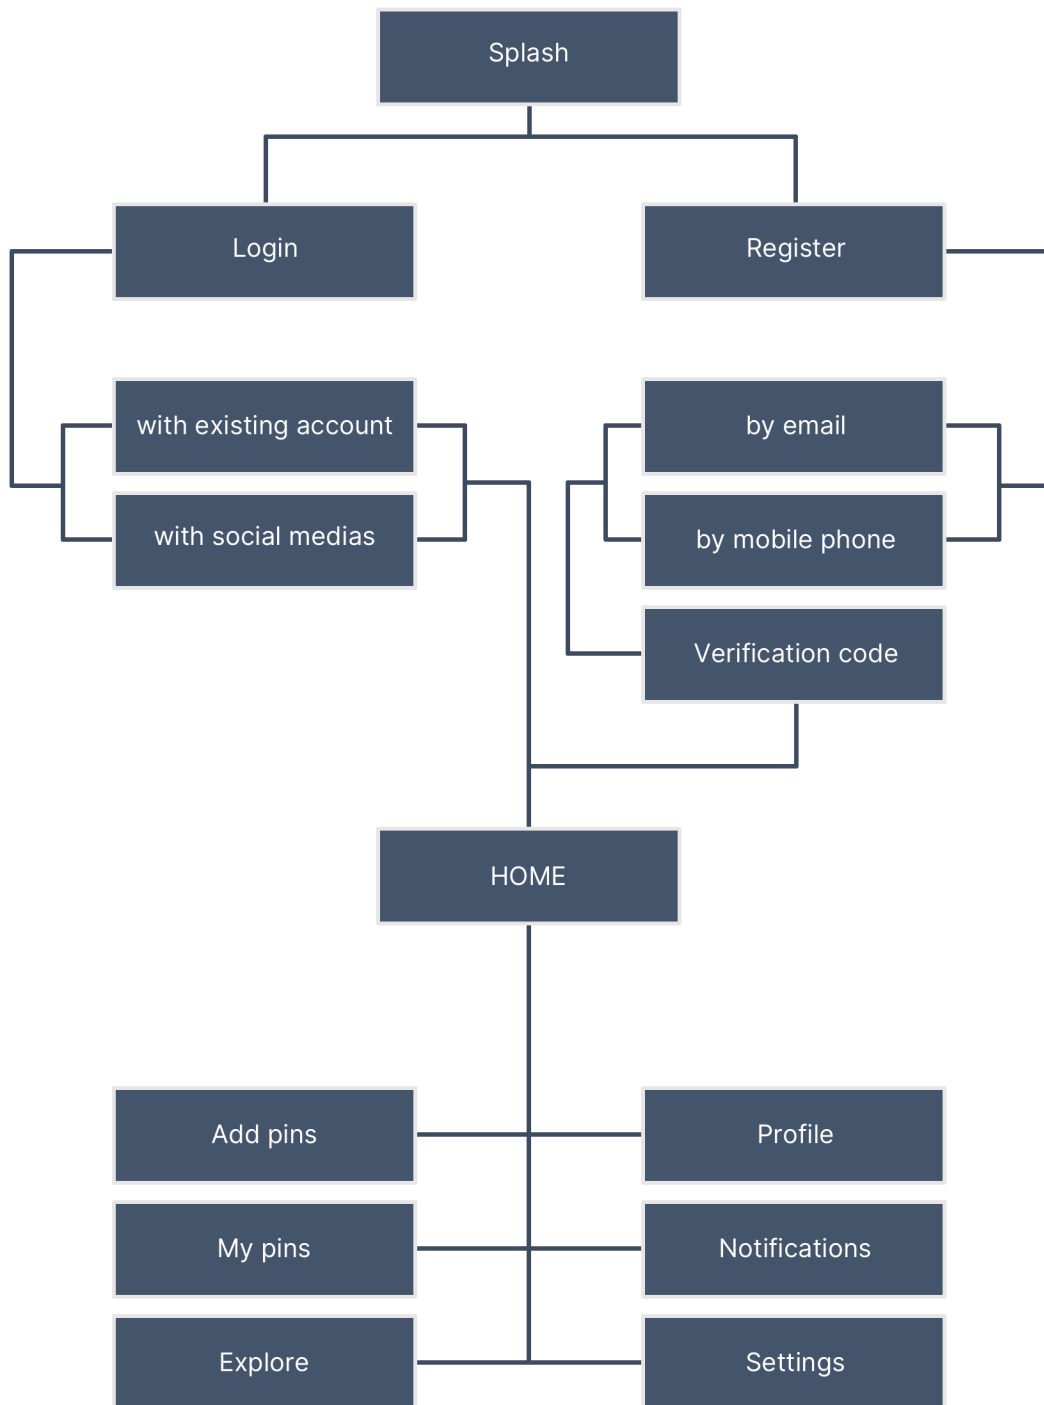 Splash
Login
Register
with existing account
with social medias
by email
by mobile phone
Verification code
HOME
Add pins
Profile
My pins
Notifications
Explore
Settings